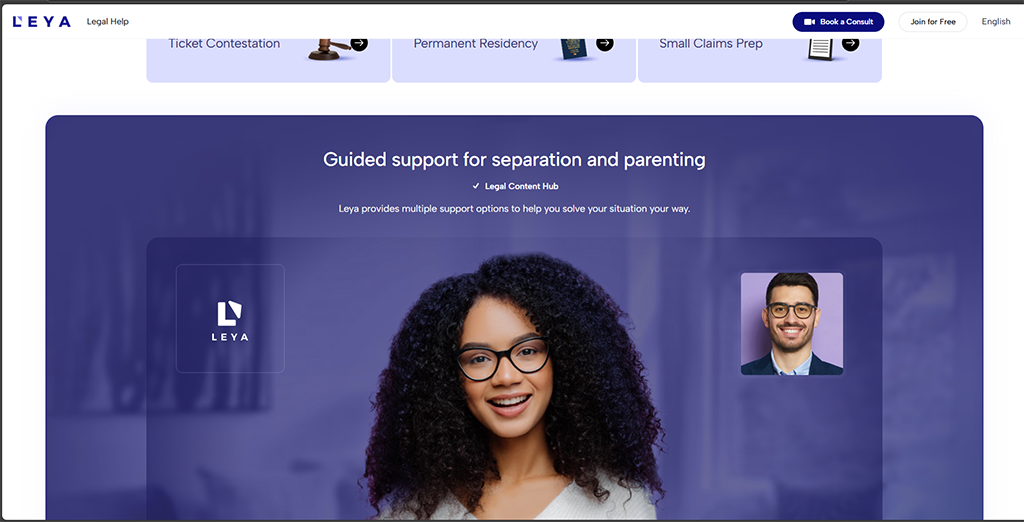 LEYA
Legal Help
Book a Consult
Join for Free
English
Ticket Contestation
Permanent Residency
Small Claims Prep
Guided support for separation and parenting
Legal Content Hub
Leya provides multiple support options to help you solve your situation your way.
LEYA